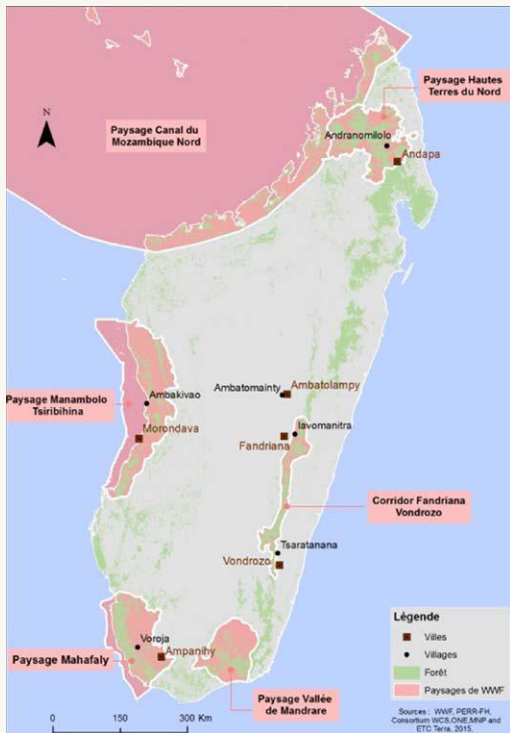 Paysage Hautes
Terres du Nord
Andranomilolo
Andapa
N
Paysage Canal du
Mozambique Nord
Paysage Manambolo
Tsiribihina
Ambakivao
Morondava
Ambatomainty
Ambatolampy
Iavomanitra
Fandriana
Corridor Fandriana
Vondrozo
Tsaratanana
Vondrozo
Voroja
Ampanihy
Paysage Mahafaly
Paysage Vallée
de Mandrare
0 150 300 Km
Légende
Villes
Villages
Forêt
Paysages de WWF
Sources : WWF, PERR-FH,
Consortium WCS,ONE,MNP and
ETC Terra, 2015.